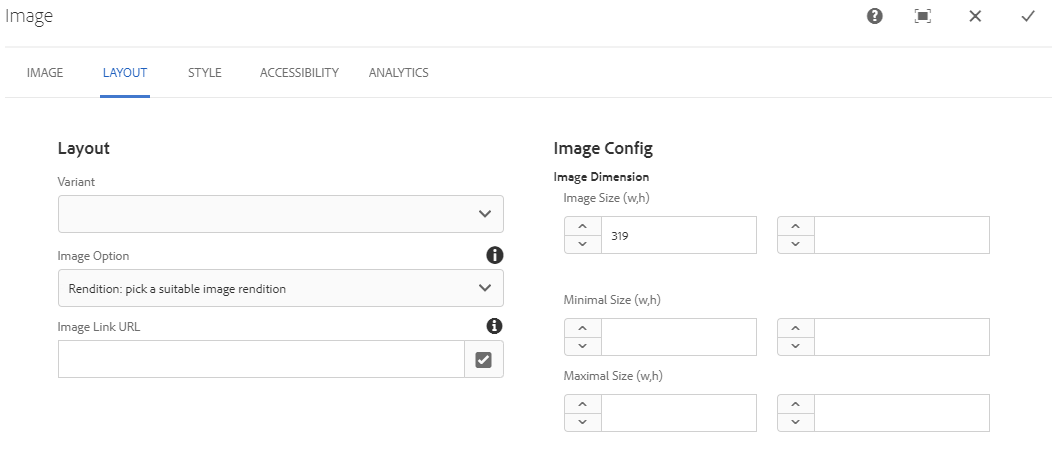 Image
IMAGE LAYOUT STYLE ACCESSIBILITY ANALYTICS
Layout
Variant
Image Option
Rendition: pick a suitable image rendition
Image Link URL
Image Config
Image Dimension
Image Size (w,h)
319
Minimal Size (w,h)
Maximal Size (w,h)